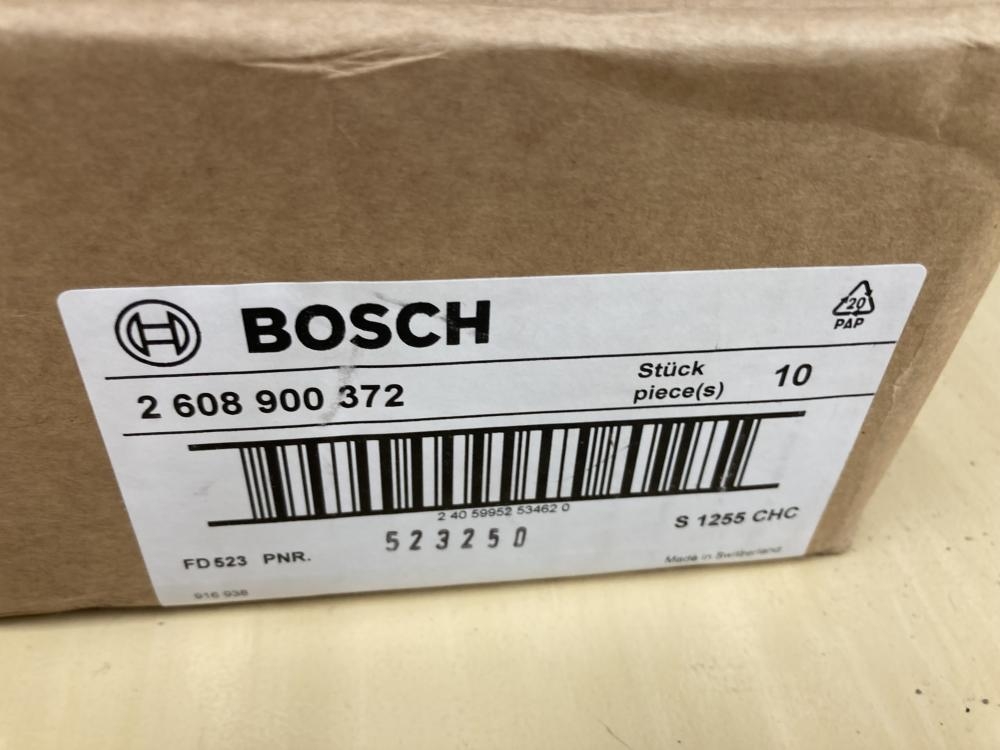 BOSCH
20
PAP
2 608 900 372
Stück
piece(s)
10
2 40 59952 53462 0
523250
S 1255 CHC
FD 523 PNR.
Made in Switzerland
916 938